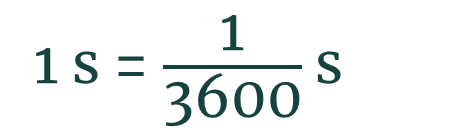 1 s = 1/3600 s